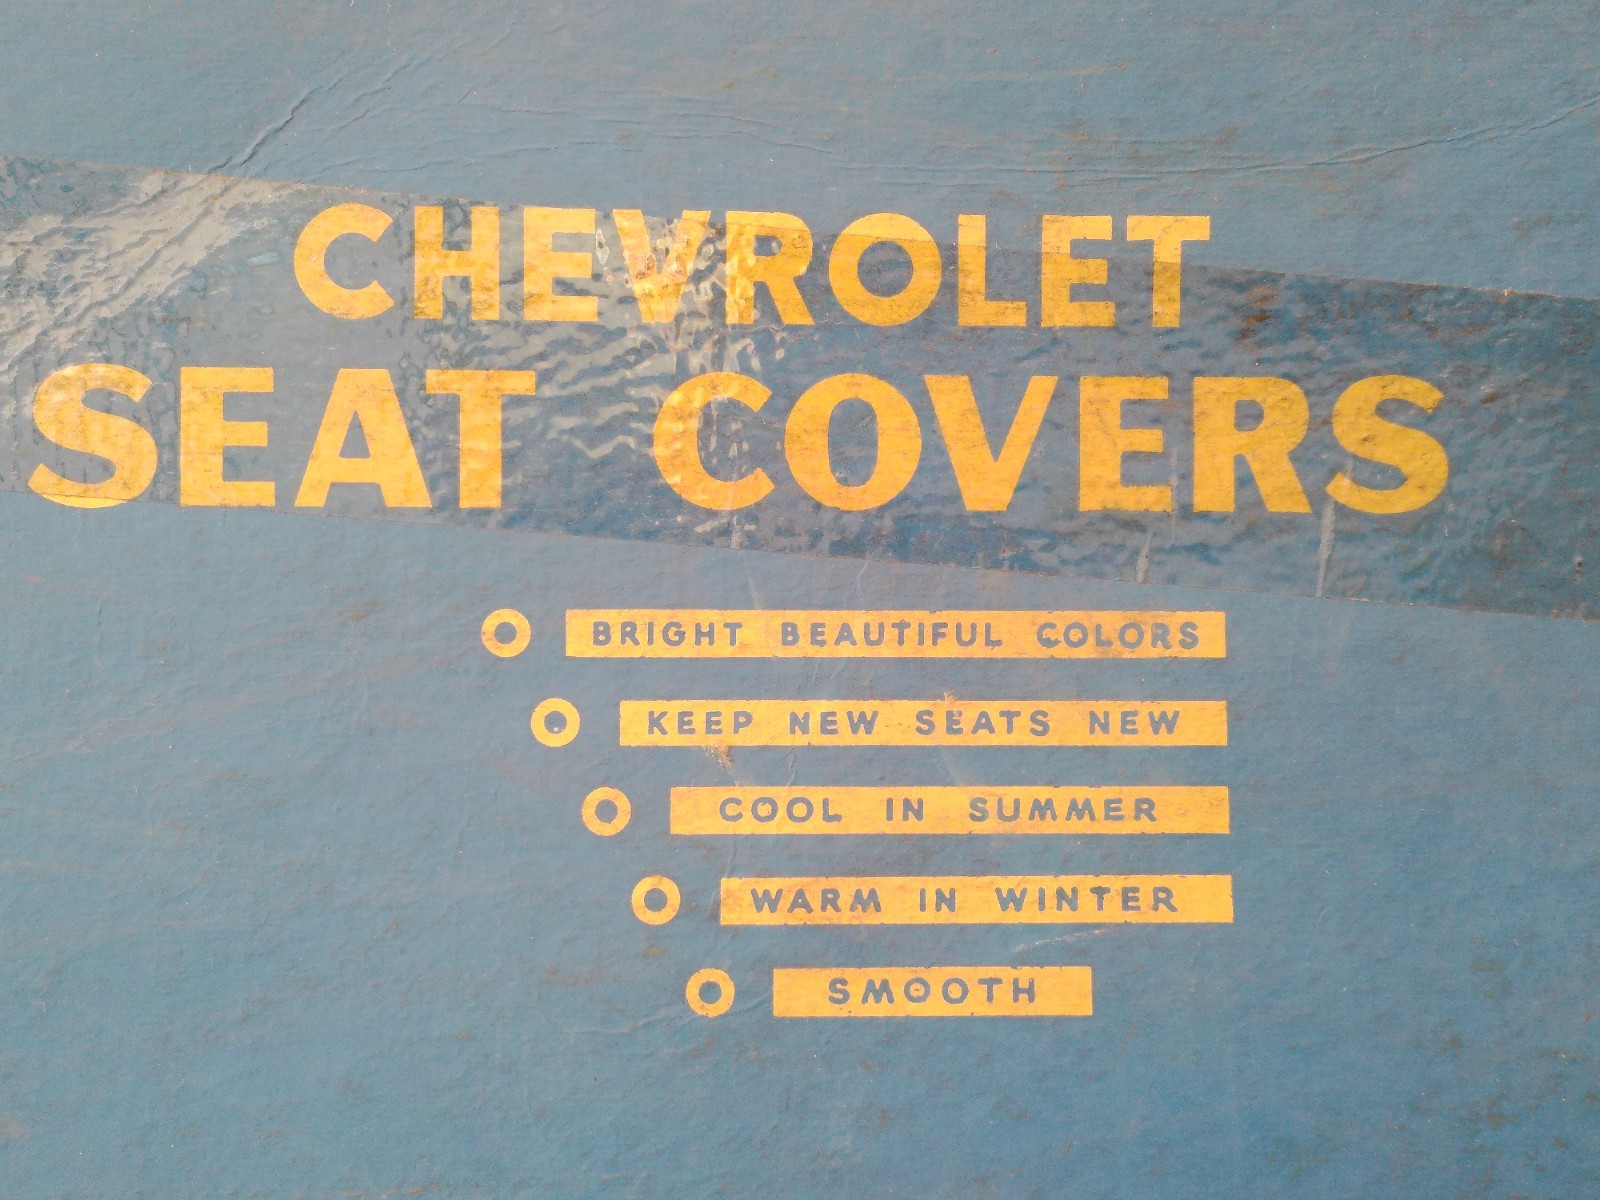 CHEVROLET
SEAT COVERS
BRIGHT BEAUTIFUL COLORS
KEEP NEW SEATS NEW
COOL IN SUMMER
WARM IN WINTER
SMOOTH